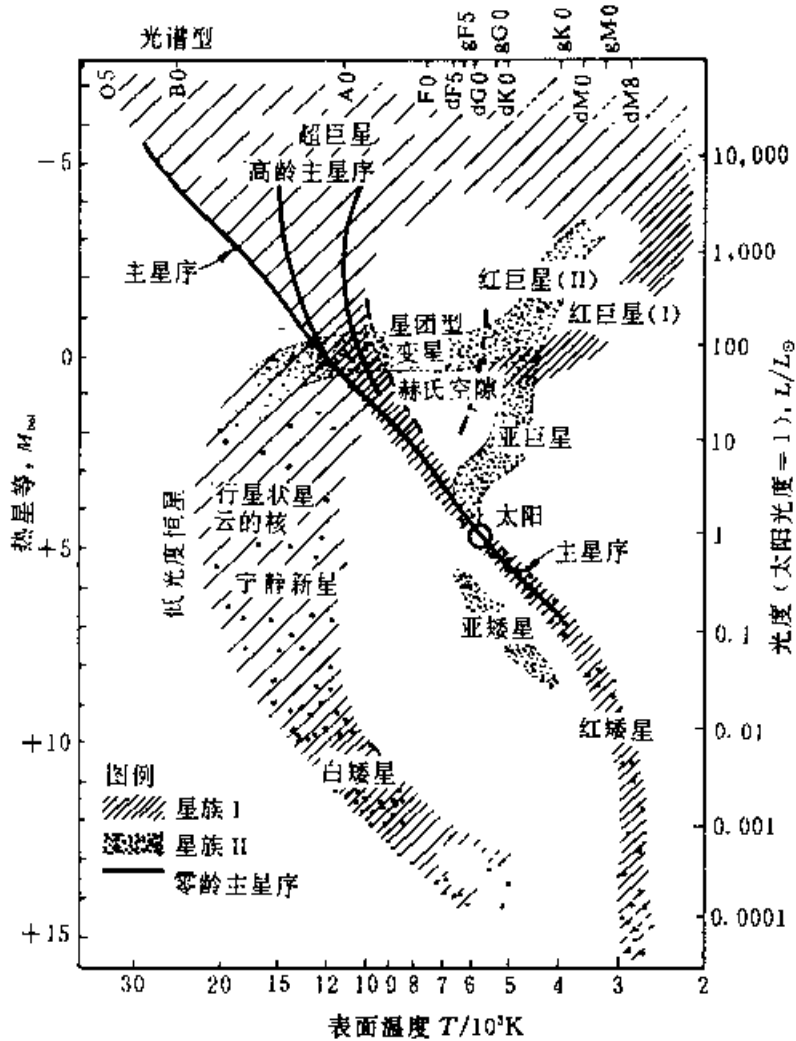 光谱型
O5
B0
A0
F0
dF5
gF5
dG0
gG0
dK0
gK0
dM0
gM0
dM8
超巨星
高龄主星序
主星序
星团型
变星
赫氏空隙
红巨星(II)
红巨星(I)
亚巨星
太阳
主星序
亚矮星
红矮星
低光度恒星
行星状星
云的核
宁静新星
白矮星
图例
星族 I
星族 II
零龄主星序
热星等, M_bol
-5
0
+5
+10
+15
光度(太阳光度=1), L/L⊙
10,000
1,000
100
10
1
0.1
0.01
0.001
0.0001
30 20 15 12 10 9 8 7 6 5 4 3 2
表面温度 T/10³K